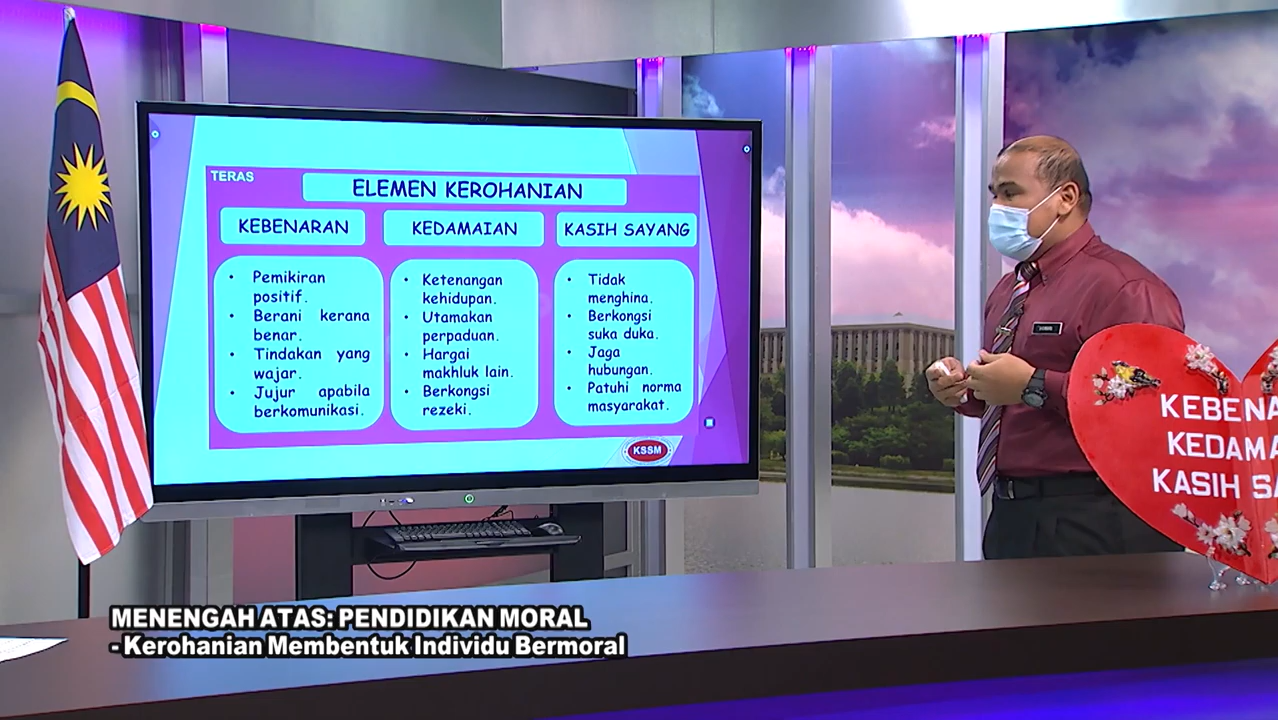 TERAS
ELEMEN KEROHANIAN
KEBENARAN
KEDAMAIAN
KASIH SAYANG
• Pemikiran
positif.
• Berani kerana
benar.
• Tindakan yang
wajar.
• Jujur apabila
berkomunikasi.
• Ketenangan
kehidupan.
• Utamakan
perpaduan.
• Hargai
makhluk lain.
• Berkongsi
rezeki.
• Tidak
menghina.
• Berkongsi
suka duka.
• Jaga
hubungan.
• Patuhi norma
masyarakat.
KSSM
KEBENA
KEDAMA
KASIH SA
MENENGAH ATAS: PENDIDIKAN MORAL
- Kerohanian Membentuk Individu Bermoral